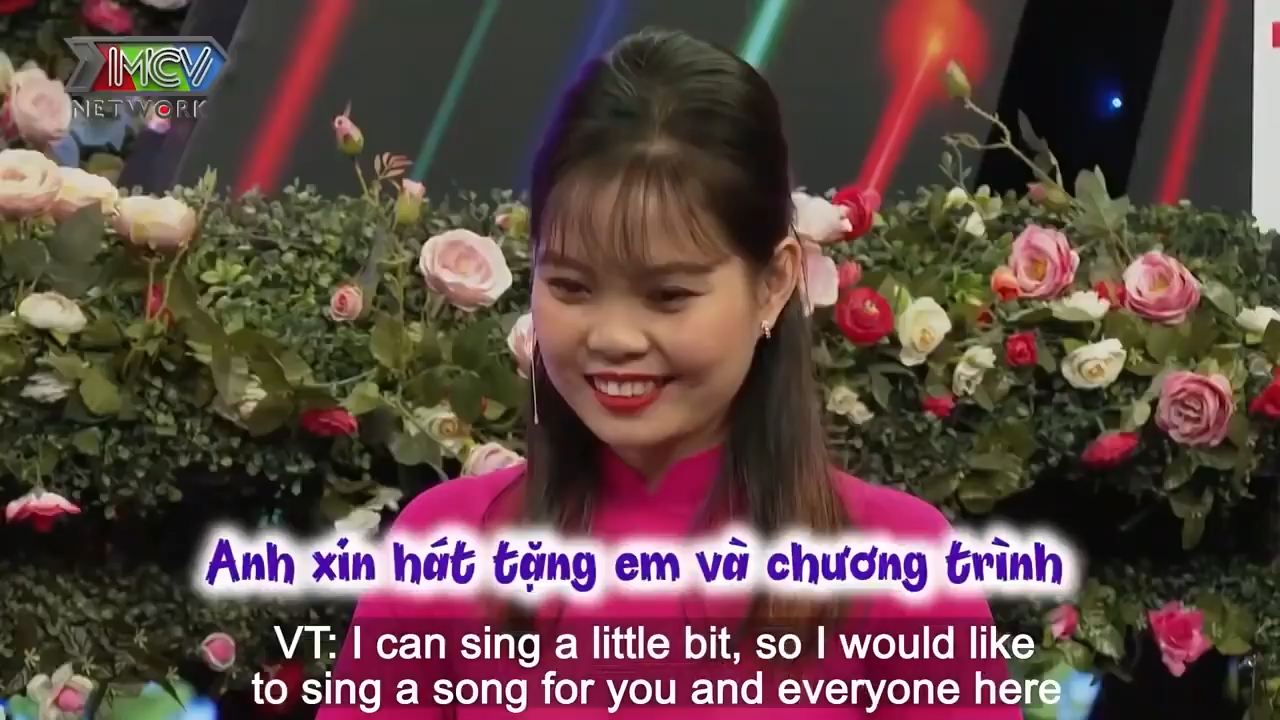 MCV
NETWORK
Anh xin hát tặng em và chương trình
VT: I can sing a little bit, so I would like
to sing a song for you and everyone here